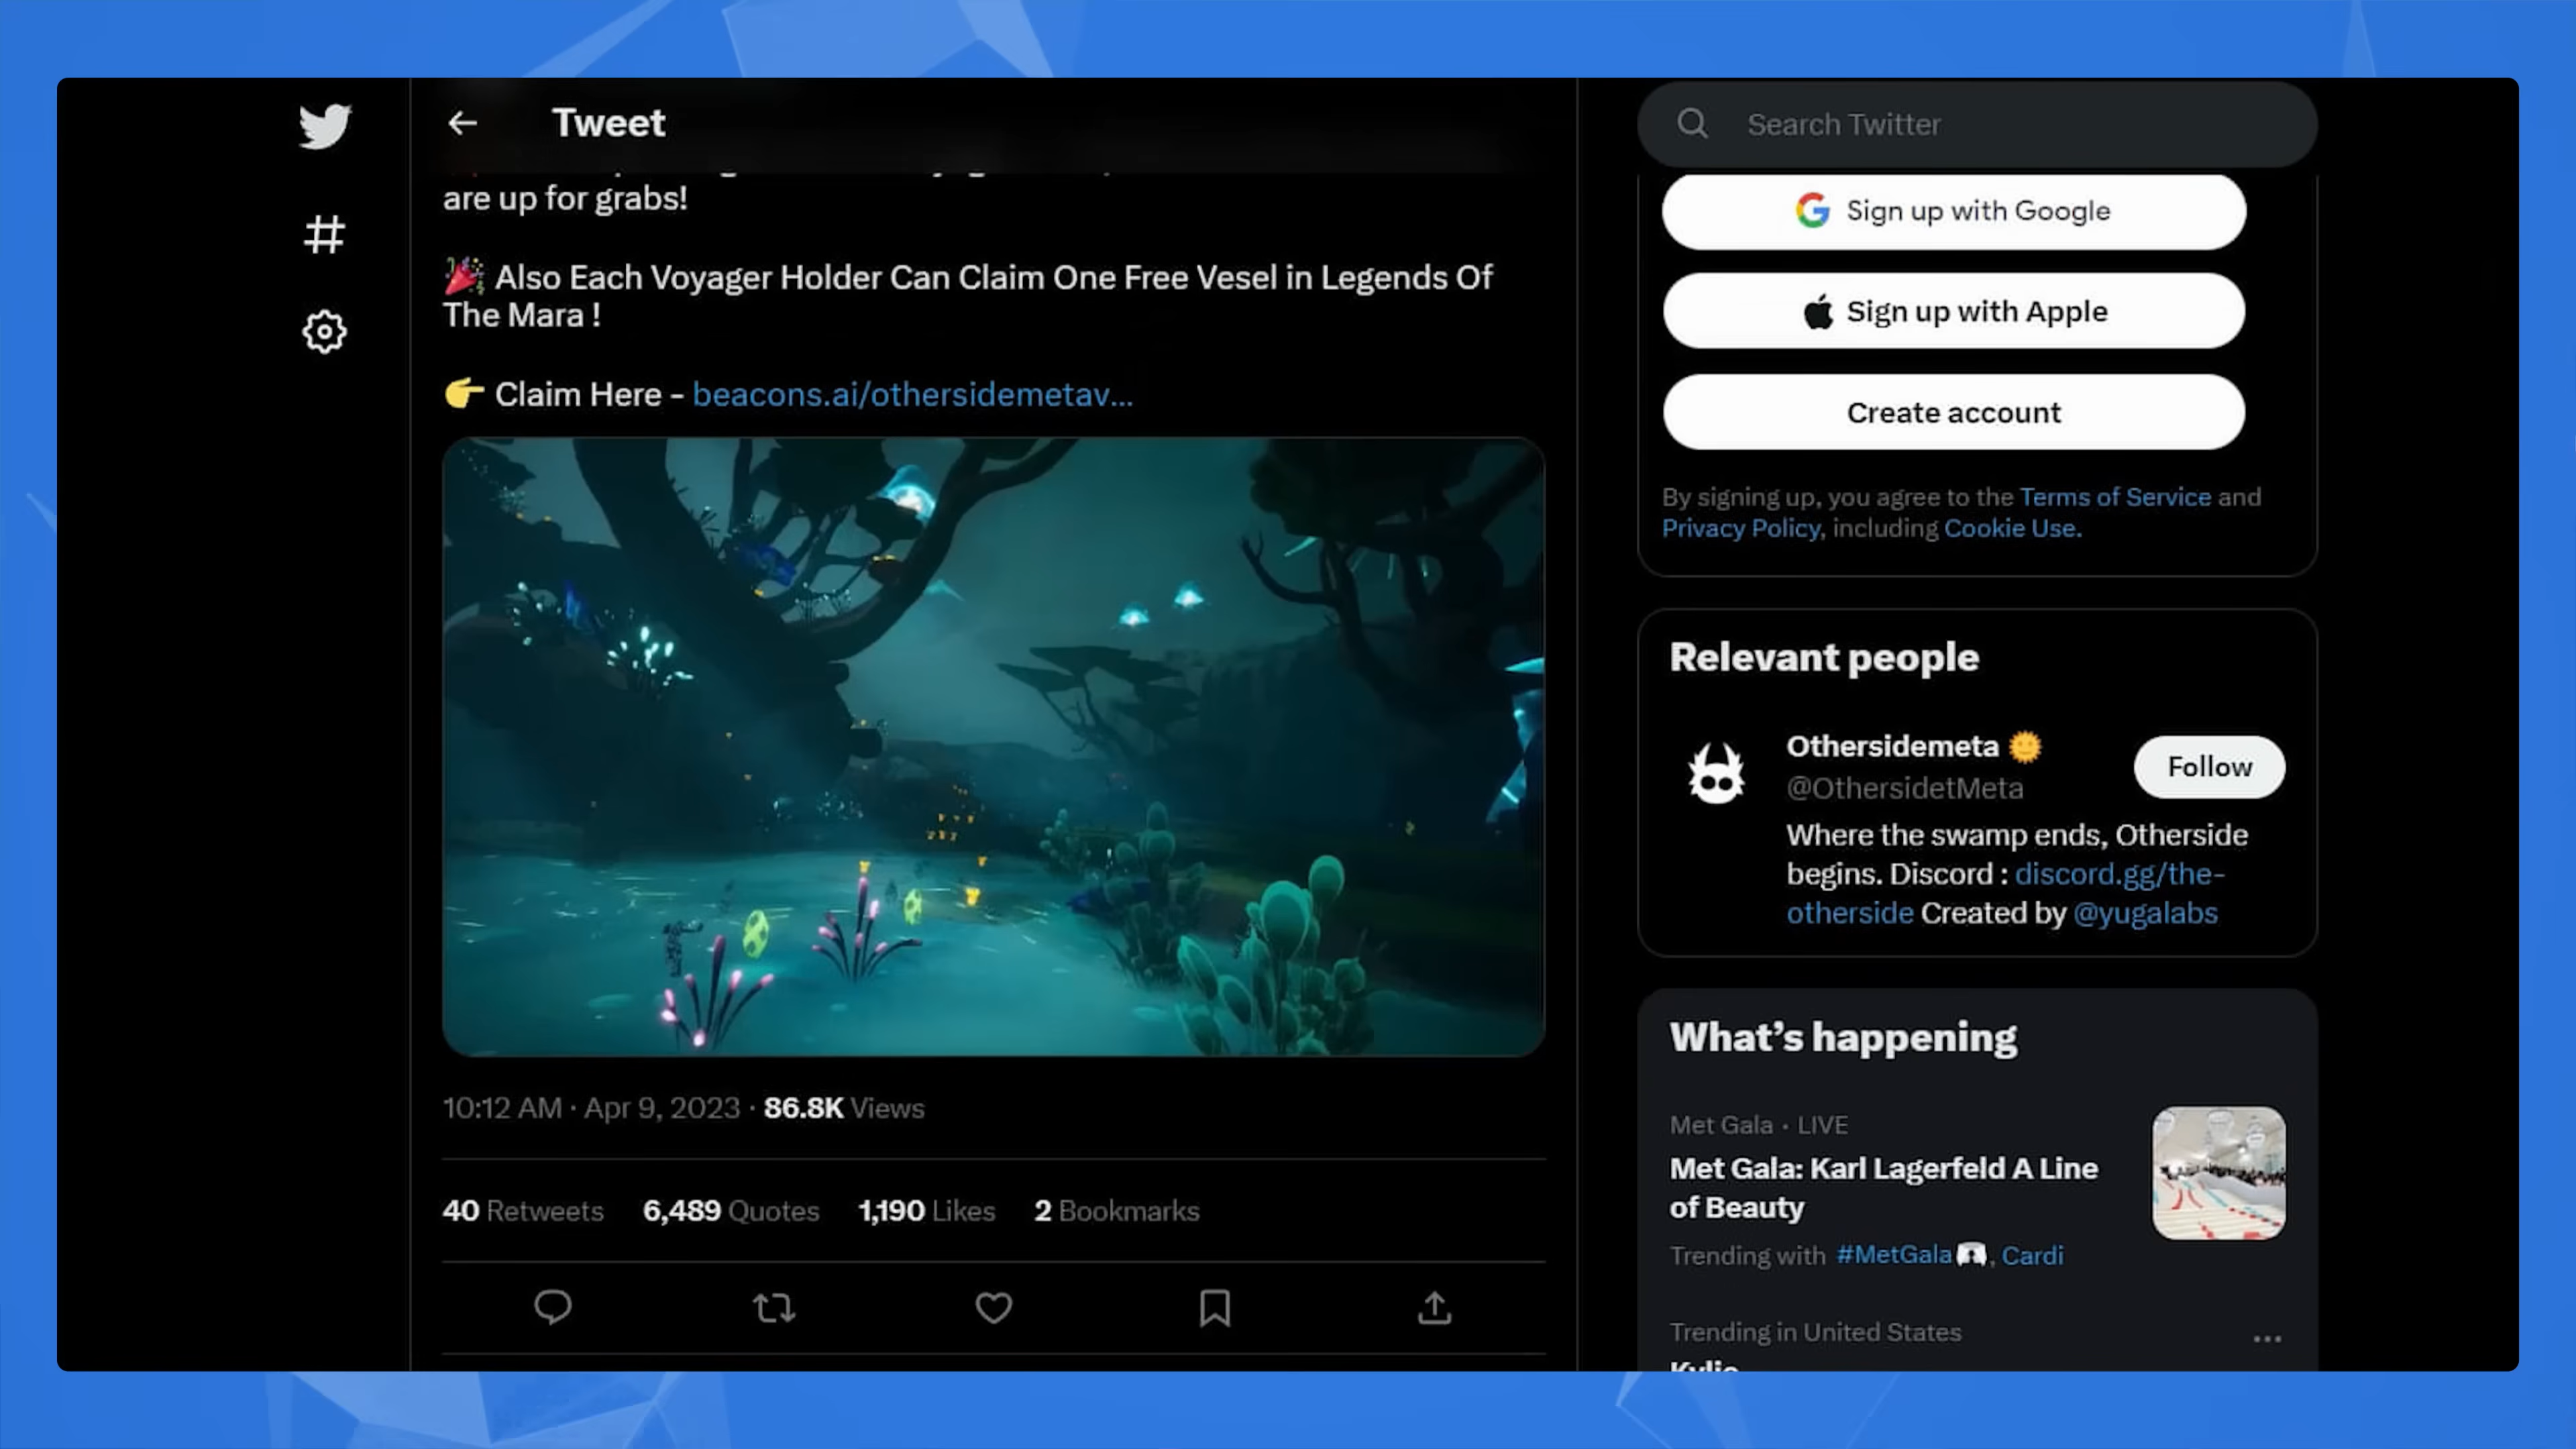 Tweet
are up for grabs!
🎉 Also Each Voyager Holder Can Claim One Free Vessel in Legends Of
The Mara !
👉 Claim Here - beacons.ai/othersidemetav...
10:12 AM · Apr 9, 2023 · 86.8K Views
40 Retweets 6,489 Quotes 1,190 Likes 2 Bookmarks
Search Twitter
Sign up with Google
Sign up with Apple
Create account
By signing up, you agree to the Terms of Service and
Privacy Policy, including Cookie Use.
Relevant people
Othersidemeta 🌞
@OthersidetMeta
Follow
Where the swamp ends, Otherside
begins. Discord : discord.gg/the-
otherside Created by @yugalabs
What's happening
Met Gala · LIVE
Met Gala: Karl Lagerfeld A Line
of Beauty
Trending with #MetGala, Cardi
Trending in United States